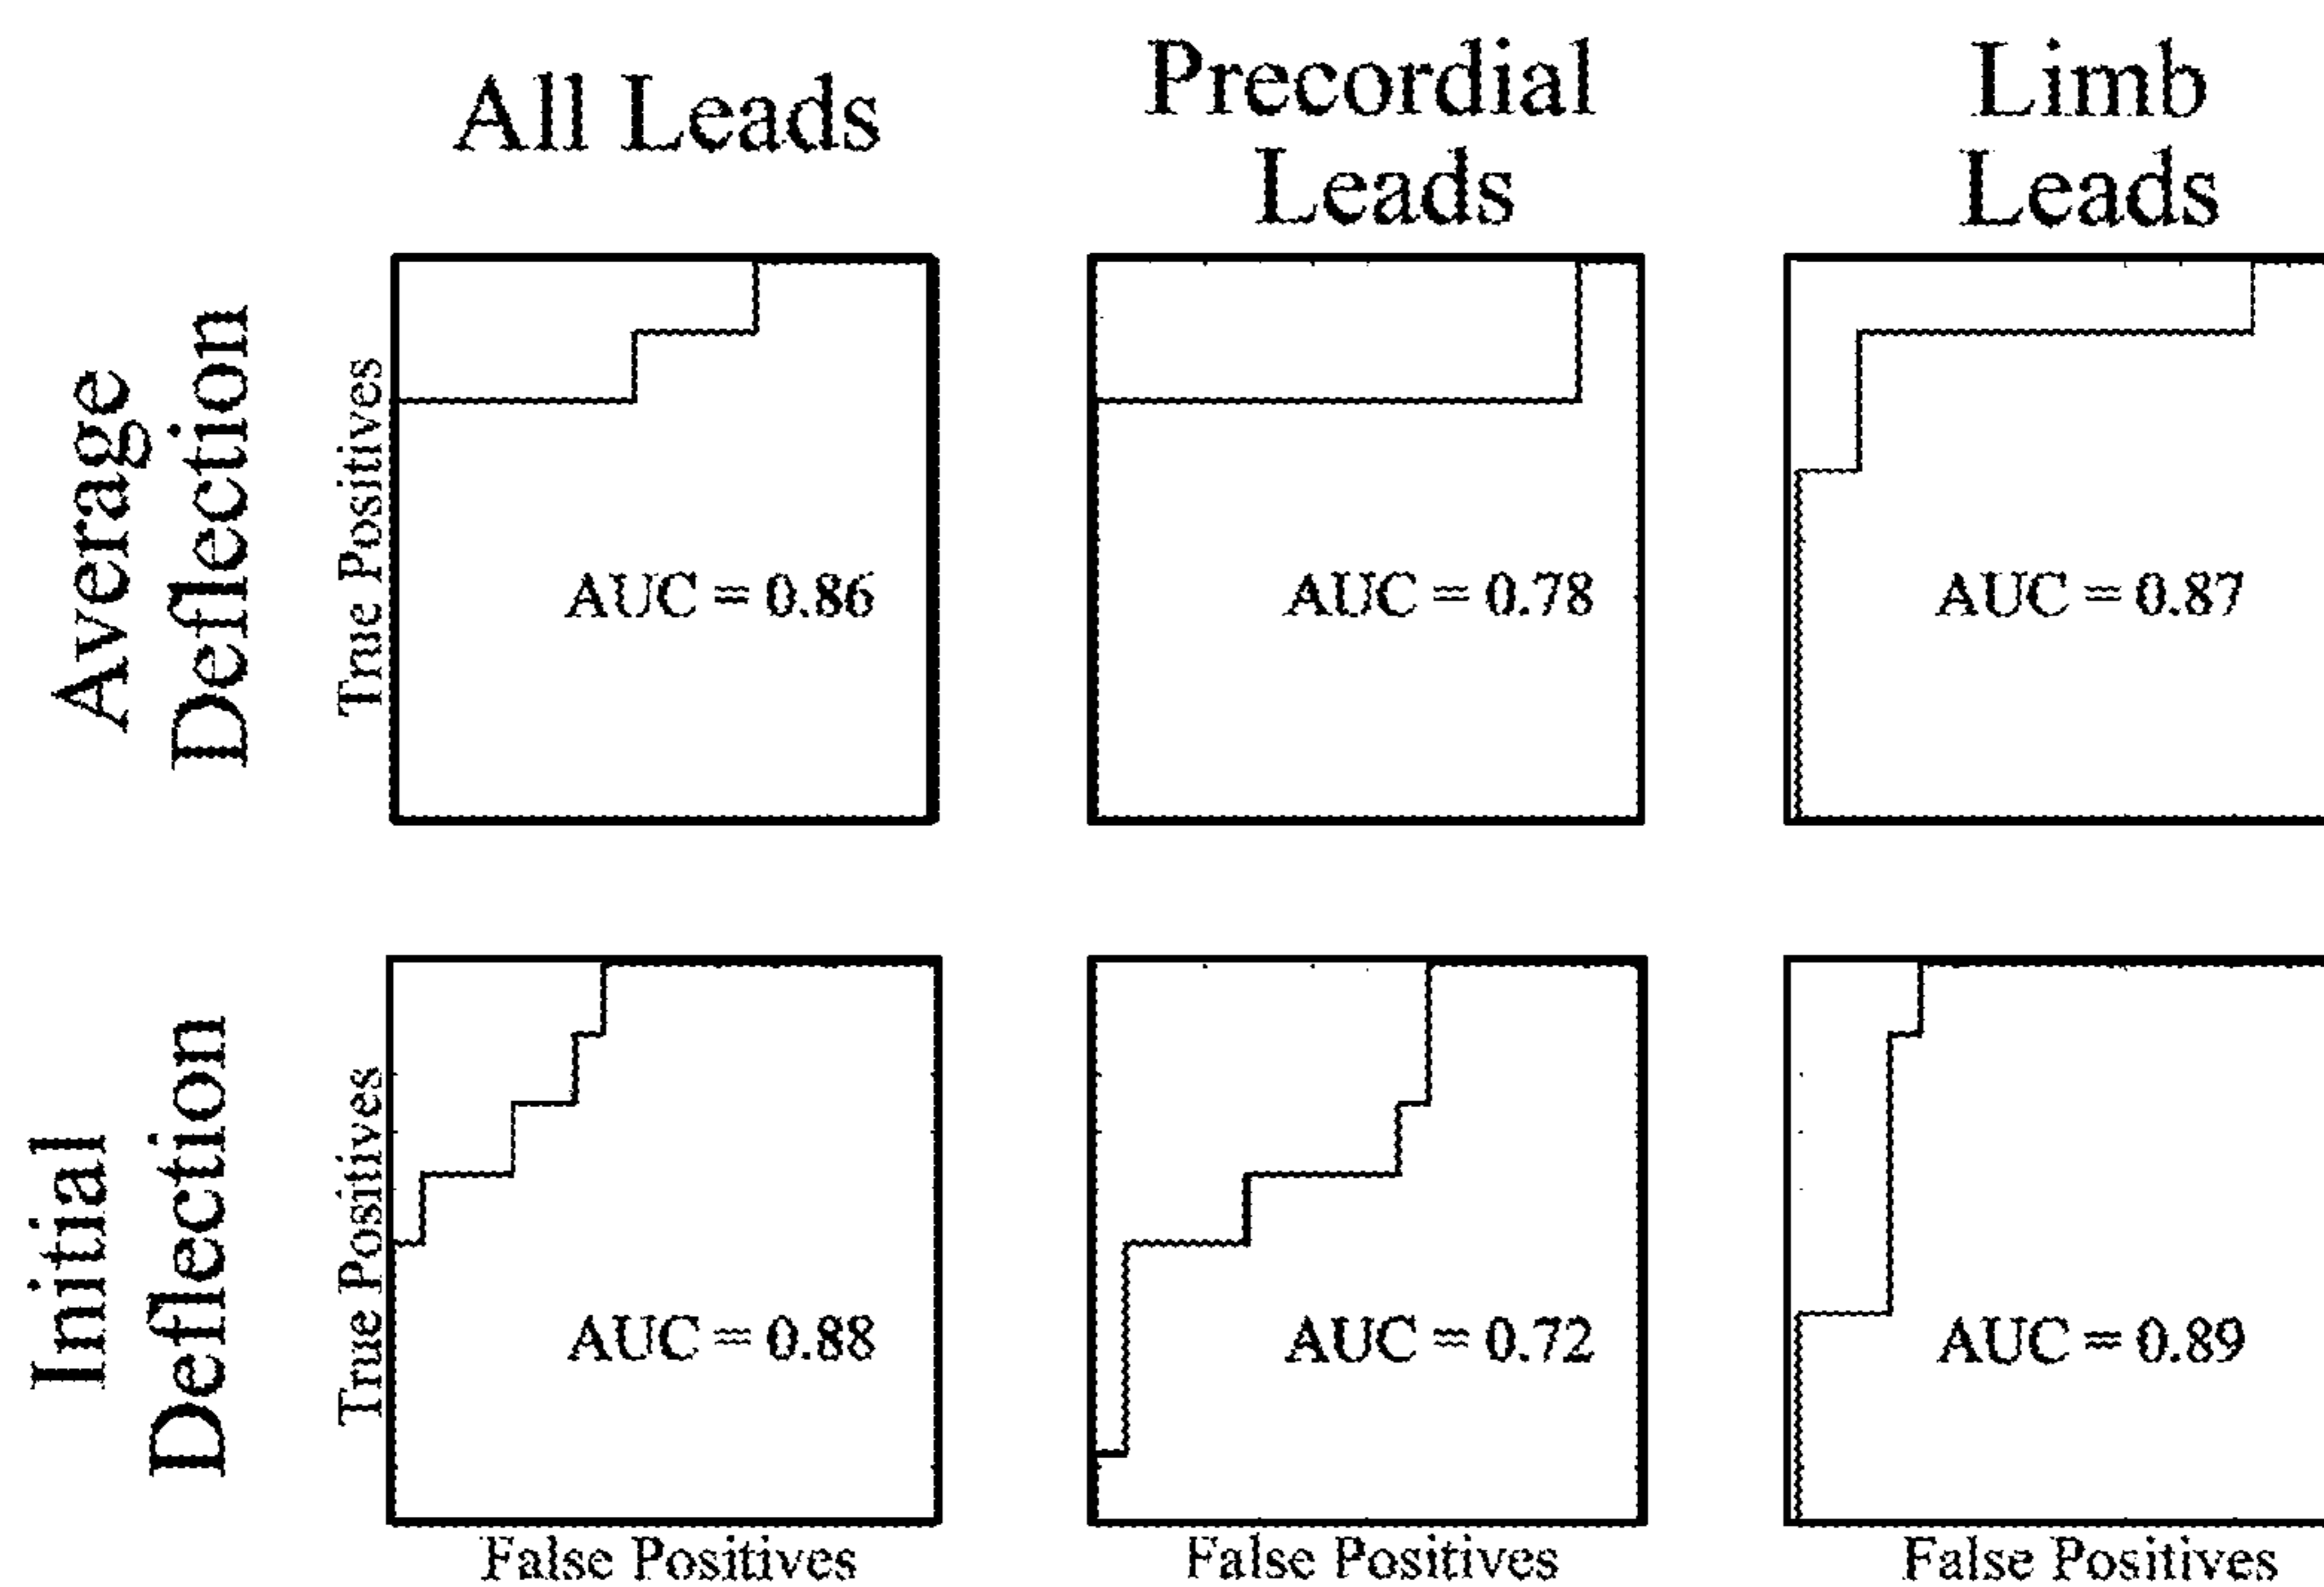 All Leads
Precordial
Leads
Limb
Leads
Average
Deflection
True Positives
AUC = 0.86
AUC = 0.78
AUC = 0.87
Initial
Deflection
True Positives
AUC = 0.88
AUC = 0.72
AUC = 0.89
False Positives
False Positives
False Positives